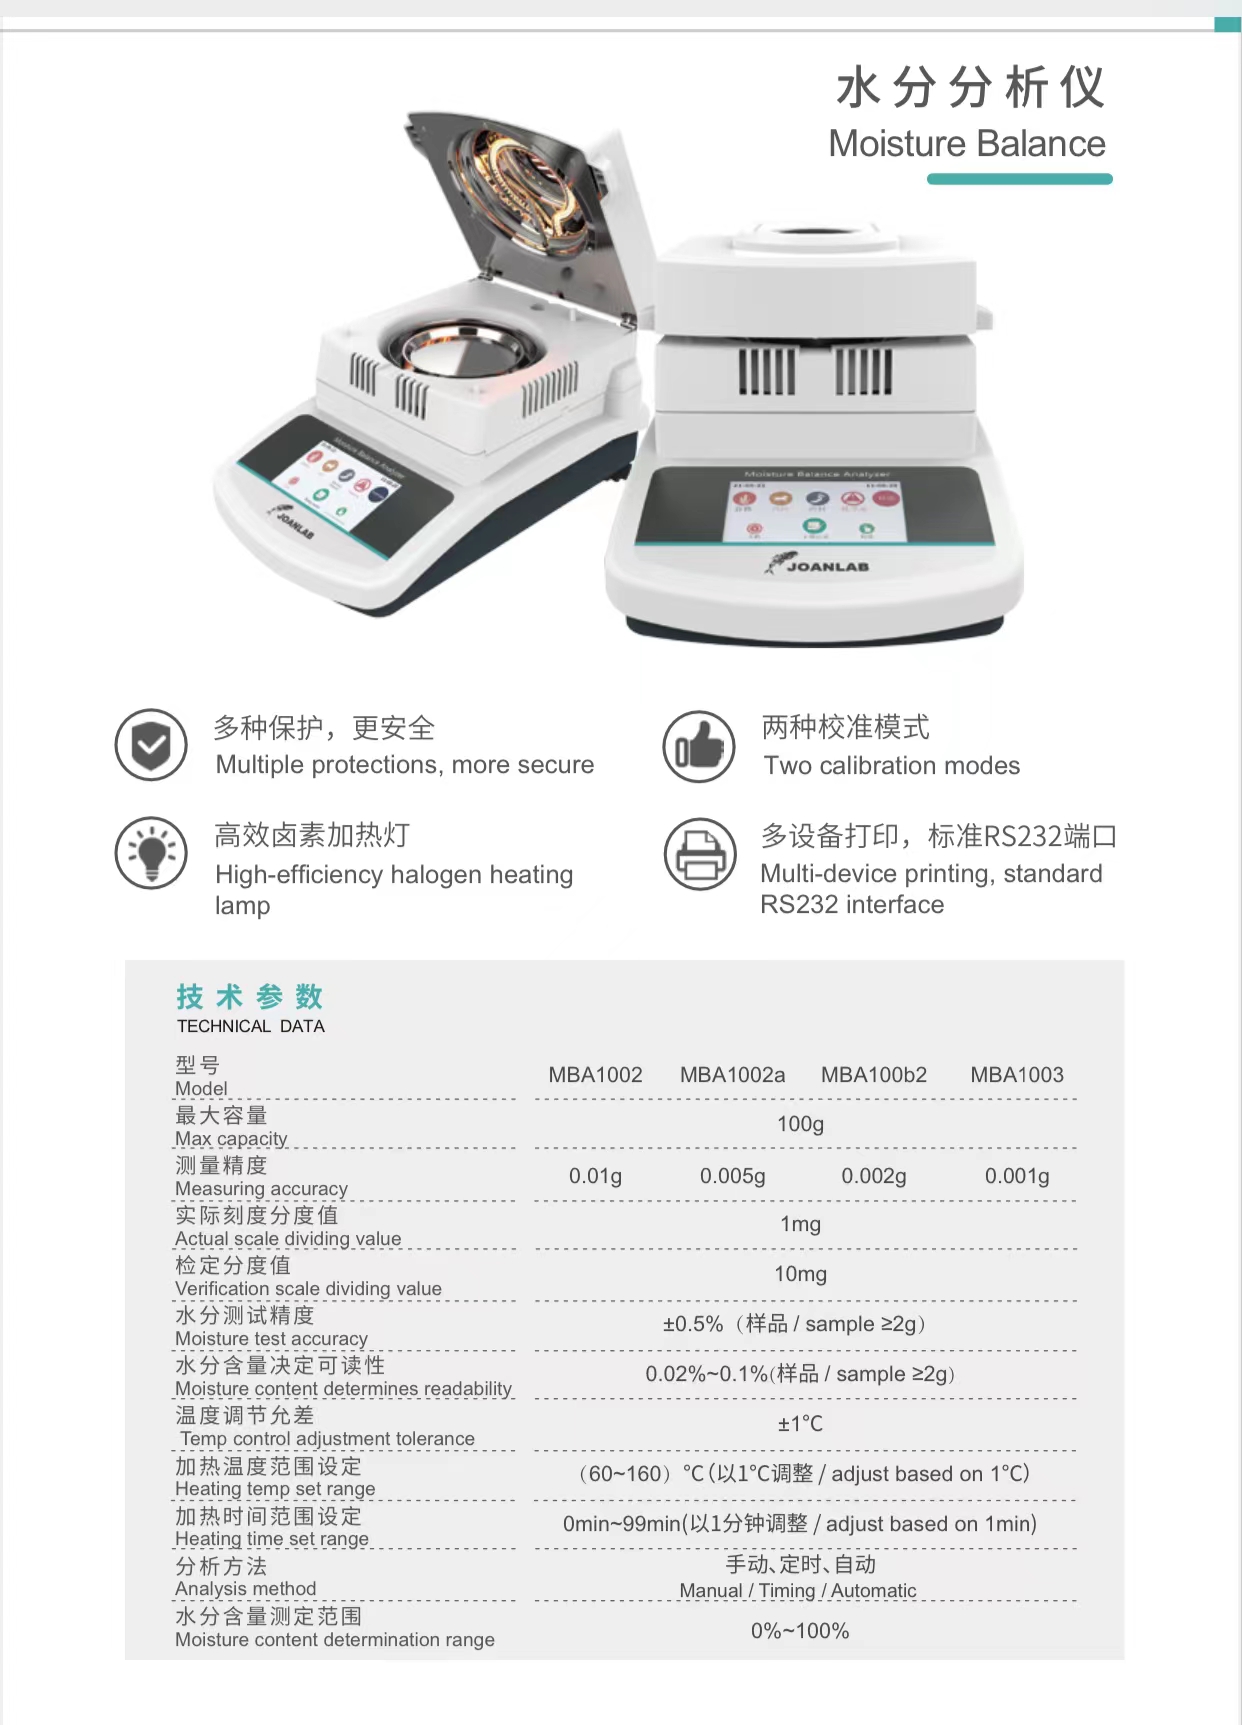 水分分析仪
Moisture Balance
Moisture Balance Analyzer
JOANLAB
Moisture Balance Analyzer
JOANLAB
多种保护，更安全
Multiple protections, more secure
两种校准模式
Two calibration modes
高效卤素加热灯
High-efficiency halogen heating
lamp
多设备打印，标准RS232端口
Multi-device printing, standard
RS232 interface
技术参数
TECHNICAL DATA
型号
Model
MBA1002 MBA1002a MBA100b2 MBA1003
最大容量
Max capacity
100g
测量精度
Measuring accuracy
0.01g 0.005g 0.002g 0.001g
实际刻度分度值
Actual scale dividing value
1mg
检定分度值
Verification scale dividing value
10mg
水分测试精度
Moisture test accuracy
±0.5%（样品 / sample ≥2g）
水分含量决定可读性
Moisture content determines readability
0.02%~0.1%(样品 / sample ≥2g)
温度调节允差
Temp control adjustment tolerance
±1℃
加热温度范围设定
Heating temp set range
（60~160）℃(以1℃调整 / adjust based on 1℃)
加热时间范围设定
Heating time set range
0min~99min(以1分钟调整 / adjust based on 1min)
分析方法
Analysis method
手动、定时、自动
Manual / Timing / Automatic
水分含量测定范围
Moisture content determination range
0%~100%